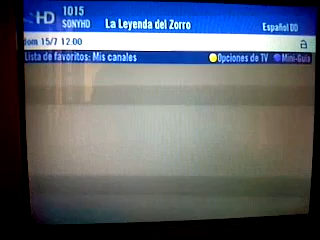 HD 1015
SONYHD La Leyenda del Zorro Español DD
dom 15/7 12:00
Lista de favoritos: Mis canales Opciones de TV Mini-Guía